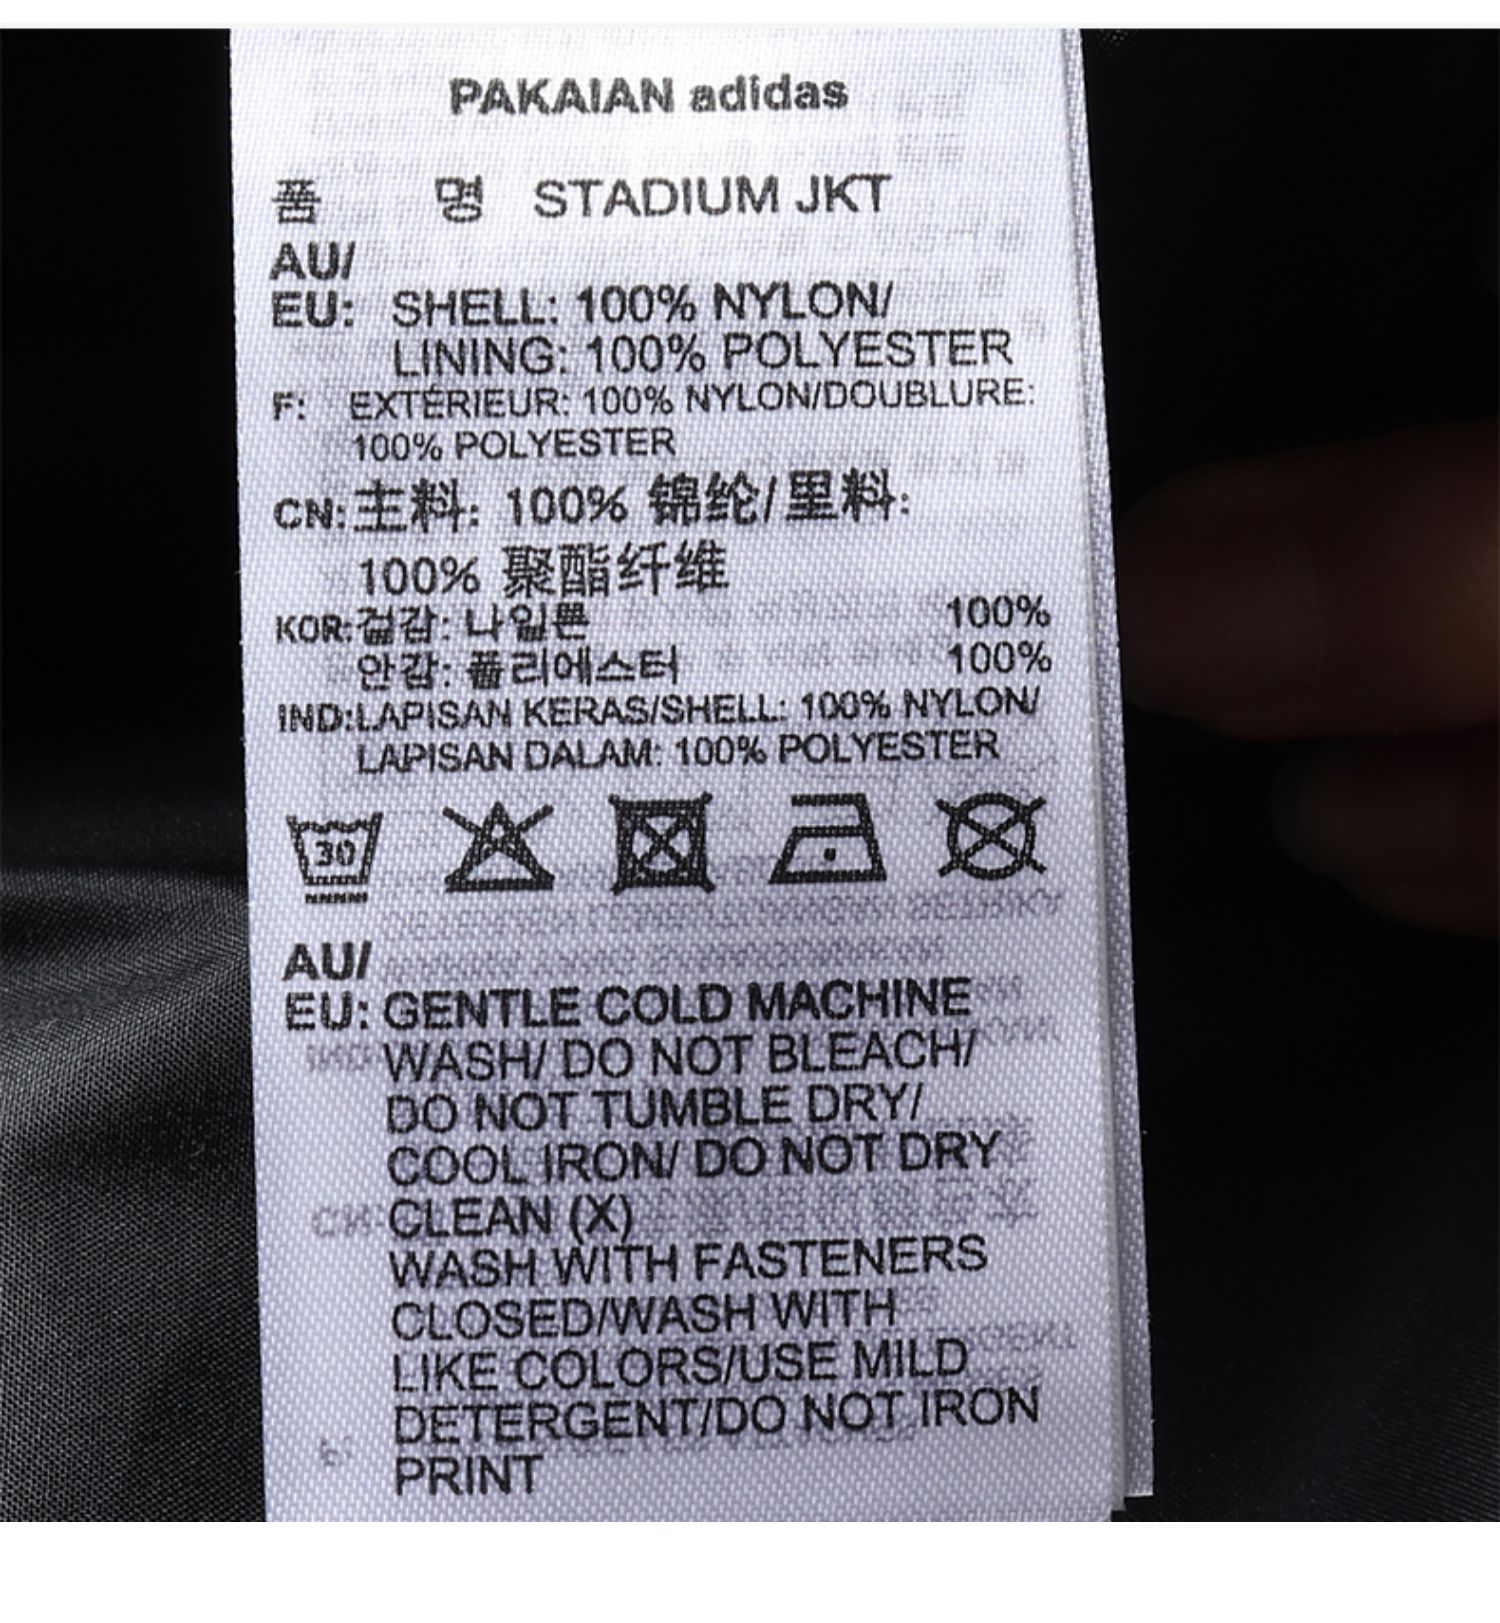 PAKAIAN adidas
품 명 STADIUM JKT
AU/
EU: SHELL: 100% NYLON/
LINING: 100% POLYESTER
F: EXTÉRIEUR: 100% NYLON/DOUBLURE:
100% POLYESTER
CN: 主料: 100% 锦纶/里料:
100% 聚酯纤维
KOR: 겉감: 나일론 100%
안감: 폴리에스터 100%
IND: LAPISAN KERAS/SHELL: 100% NYLON/
LAPISAN DALAM: 100% POLYESTER
30
AU/
EU: GENTLE COLD MACHINE
WASH/ DO NOT BLEACH/
DO NOT TUMBLE DRY/
COOL IRON/ DO NOT DRY
CLEAN (X)
WASH WITH FASTENERS
CLOSED/WASH WITH
LIKE COLORS/USE MILD
DETERGENT/DO NOT IRON
PRINT